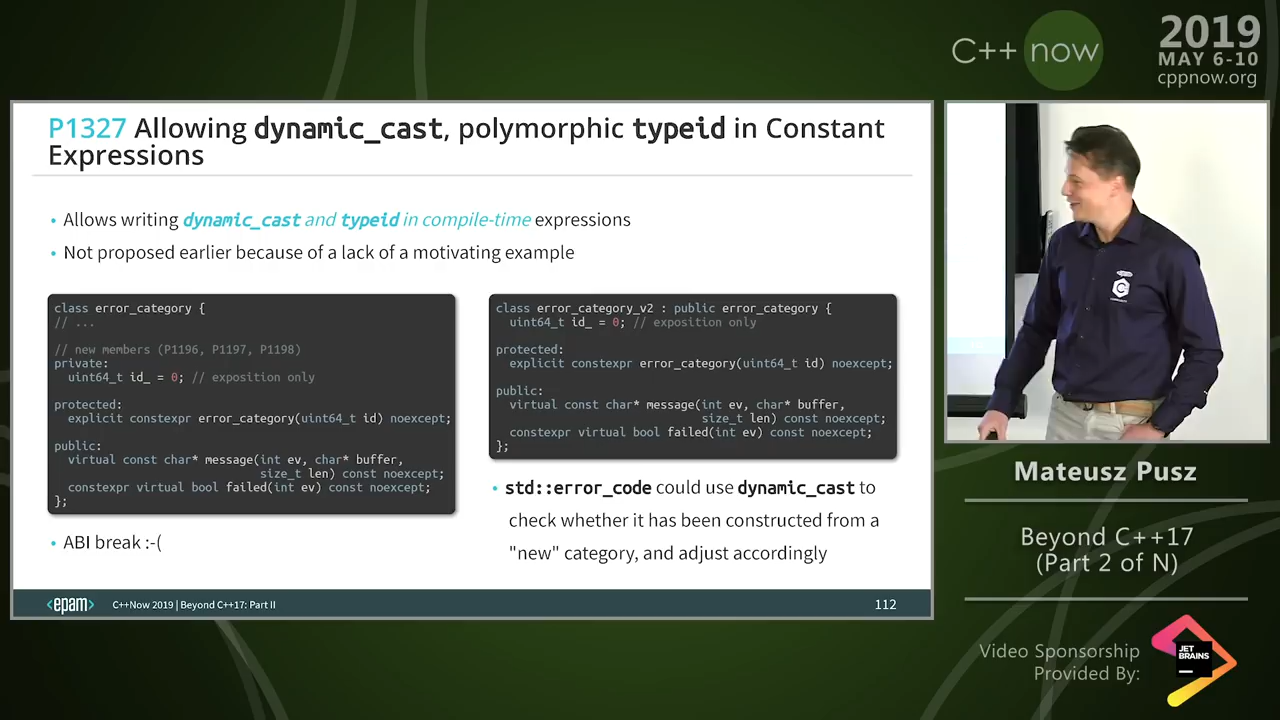 C++ now
2019
MAY 6-10
cppnow.org
P1327 Allowing dynamic_cast, polymorphic typeid in Constant
Expressions
• Allows writing dynamic_cast and typeid in compile-time expressions
• Not proposed earlier because of a lack of a motivating example
class error_category {
// ...
// new members (P1196, P1197, P1198)
private:
uint64_t id_ = 0; // exposition only
protected:
explicit constexpr error_category(uint64_t id) noexcept;
public:
virtual const char* message(int ev, char* buffer,
size_t len) const noexcept;
constexpr virtual bool failed(int ev) const noexcept;
};
• ABI break :-(
class error_category_v2 : public error_category {
uint64_t id_ = 0; // exposition only
protected:
explicit constexpr error_category(uint64_t id) noexcept;
public:
virtual const char* message(int ev, char* buffer,
size_t len) const noexcept;
constexpr virtual bool failed(int ev) const noexcept;
};
• std::error_code could use dynamic_cast to
check whether it has been constructed from a
"new" category, and adjust accordingly
<epam> C++Now 2019 | Beyond C++17: Part II 112
Mateusz Pusz
Beyond C++17
(Part 2 of N)
Video Sponsorship
Provided By:
JET
BRAINS